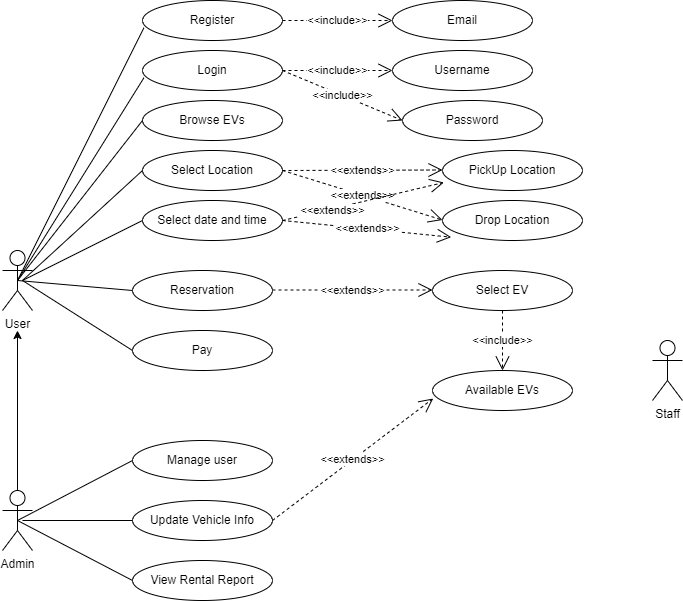 Register
<<include>>
Email
Login
<<include>>
Username
<<include>>
Browse EVs
Password
Select Location
<<extends>>
PickUp Location
<<extends>>
Select date and time
<<extends>>
Drop Location
<<extends>>
User
Reservation
<<extends>>
Select EV
<<include>>
Pay
Available EVs
Staff
Manage user
<<extends>>
Update Vehicle Info
Admin
View Rental Report